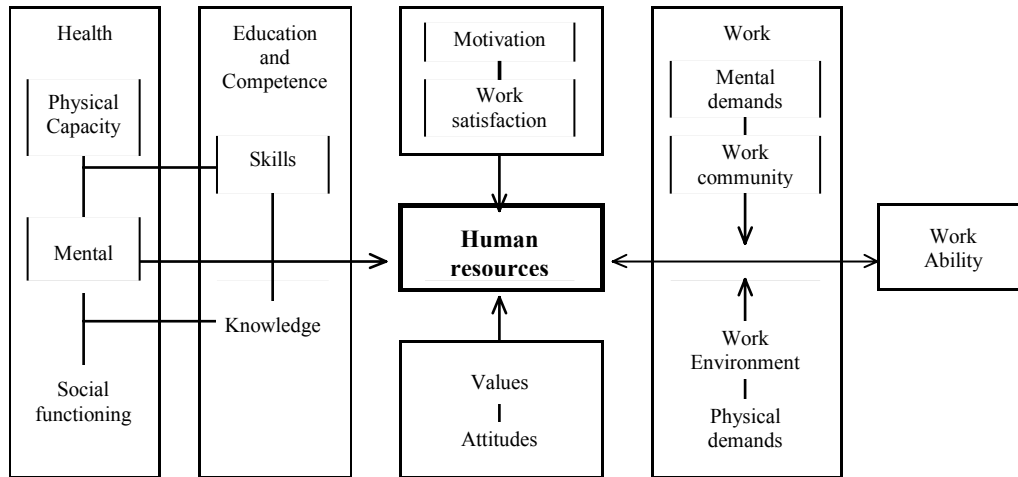 Health
Physical
Capacity
Mental
Social
functioning
Education
and
Competence
Skills
Knowledge
Motivation
Work
satisfaction
Human
resources
Values
Attitudes
Work
Mental
demands
Work
community
Work
Environment
Physical
demands
Work
Ability